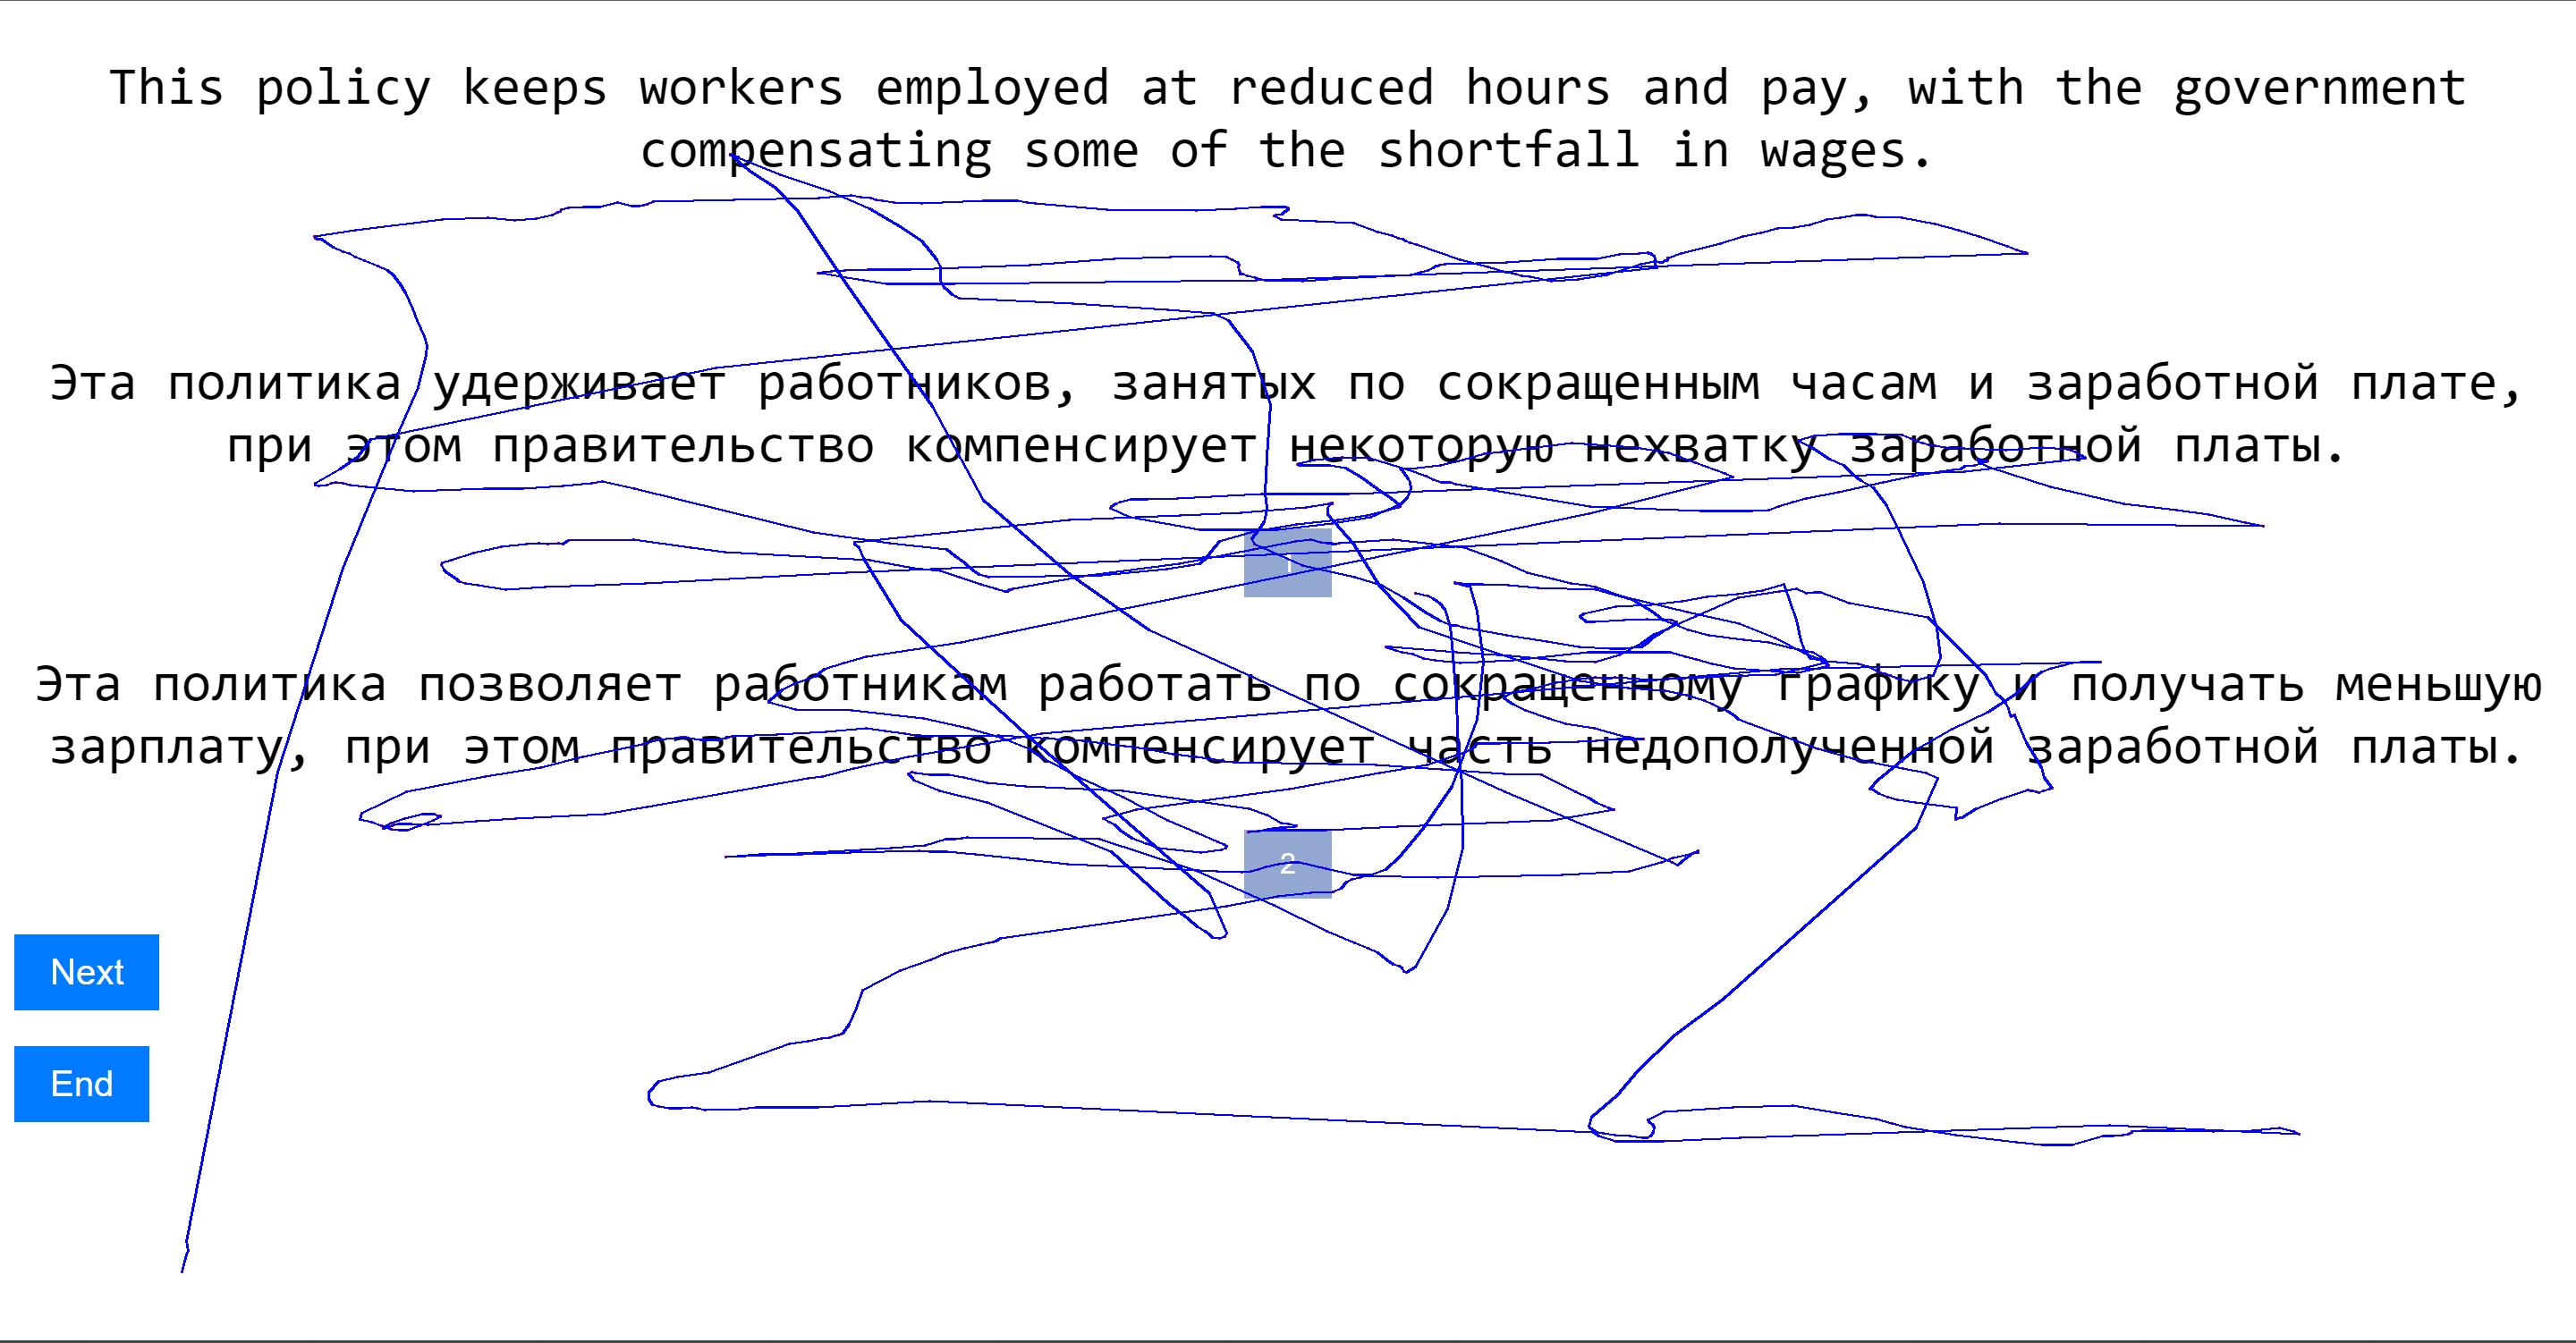 This policy keeps workers employed at reduced hours and pay, with the government
compensating some of the shortfall in wages.
Эта политика удерживает работников, занятых по сокращенным часам и заработной плате,
при этом правительство компенсирует некоторую нехватку заработной платы.
1
Эта политика позволяет работникам работать по сокращенному графику и получать меньшую
зарплату, при этом правительство компенсирует часть недополученной заработной платы.
2
Next
End